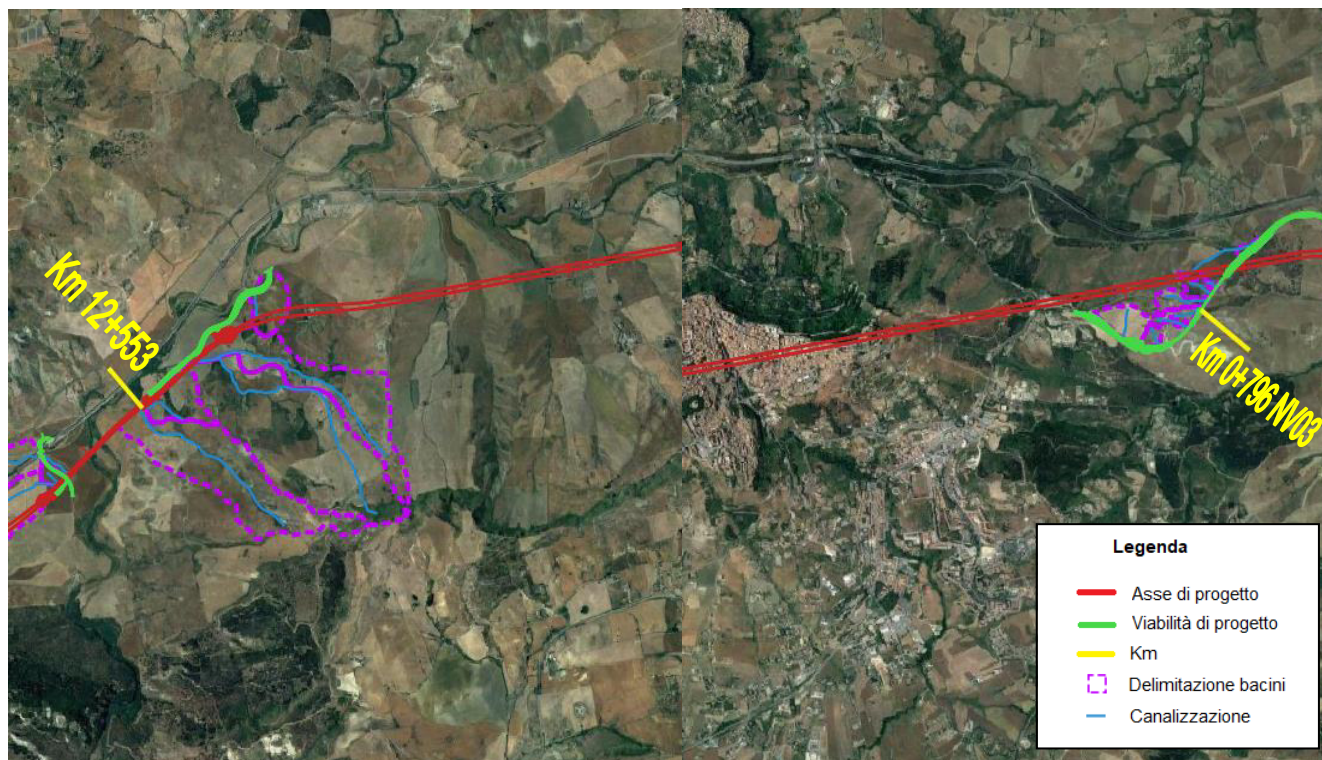 Km 12+553
Km 0+796 NV03
Legenda
Asse di progetto
Viabilità di progetto
Km
Delimitazione bacini
Canalizzazione